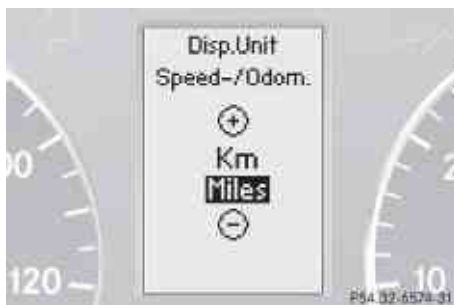 Disp.Unit
Speed-/Odom.
+
Km
Miles
−
120
10
P54.32-6574-31